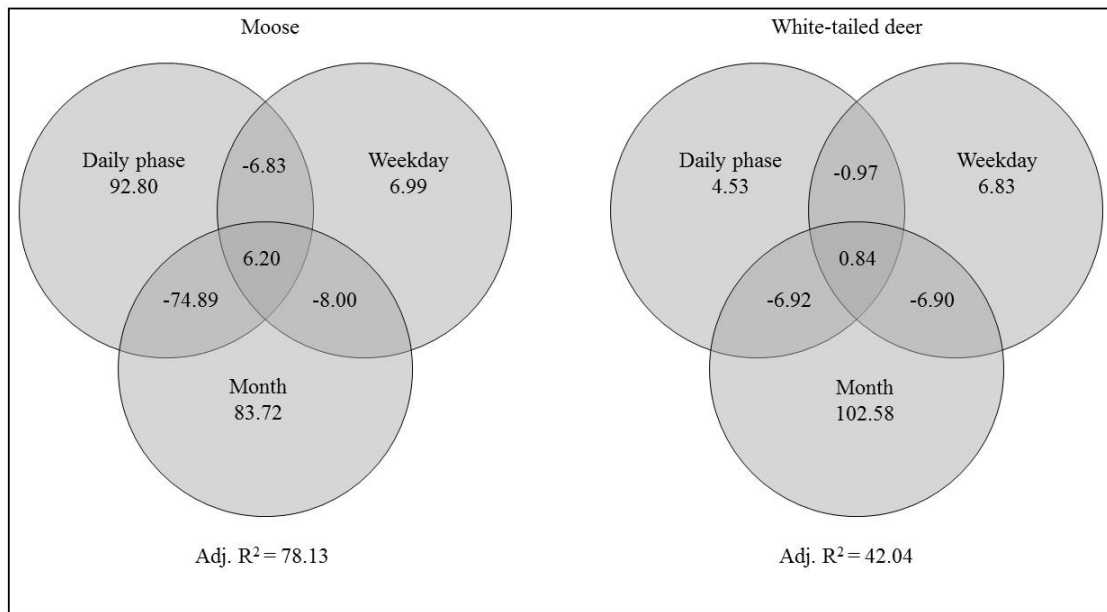 Moose
Daily phase
92.80
-6.83
Weekday
6.99
6.20
-74.89
-8.00
Month
83.72
Adj. R² = 78.13
White-tailed deer
Daily phase
4.53
-0.97
Weekday
6.83
0.84
-6.92
-6.90
Month
102.58
Adj. R² = 42.04